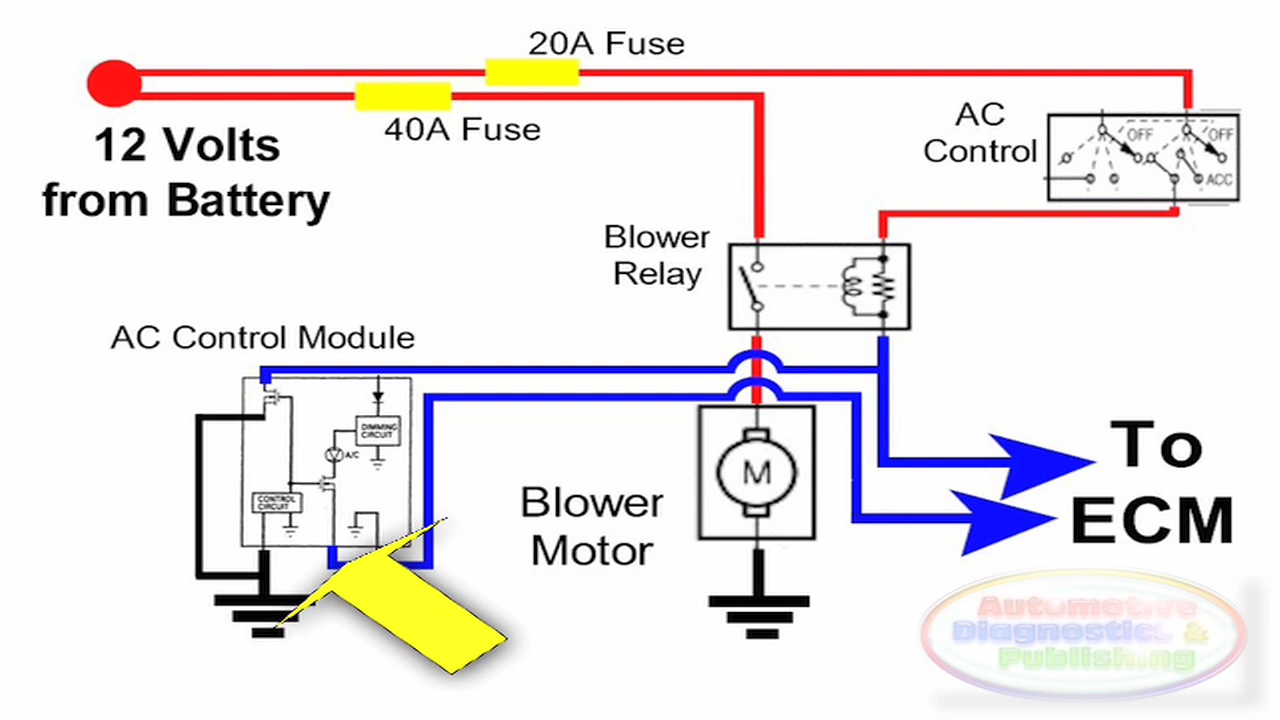 20A Fuse
40A Fuse
12 Volts
from Battery
AC
Control
OFF
OFF
ACC
Blower
Relay
AC Control Module
DIMMING
CIRCUIT
A/C
CONTROL
CIRCUIT
Blower
Motor
M
To
ECM
Automotive
Diagnostics &
Publishing